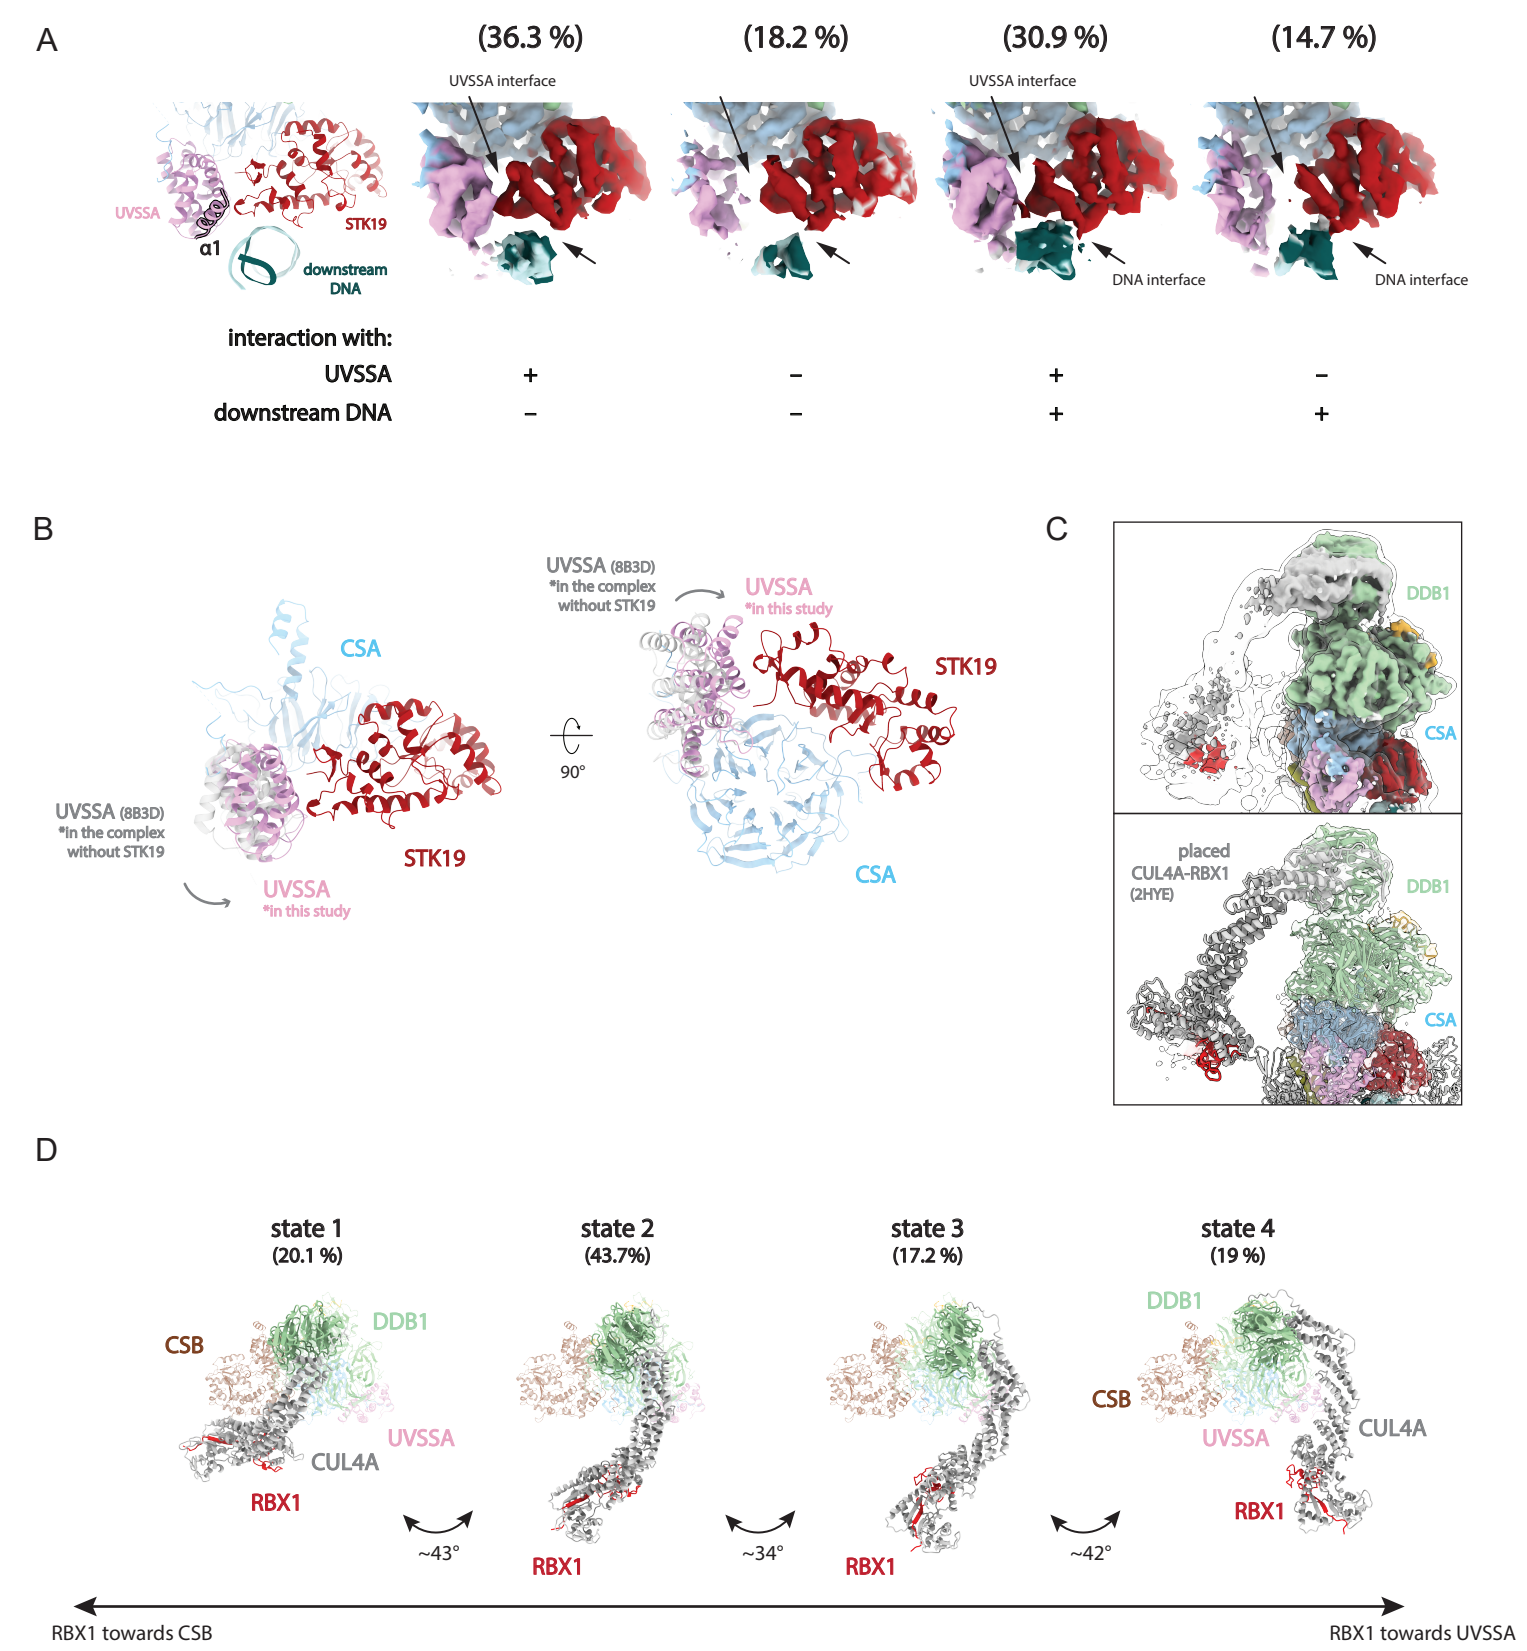 A
(36.3 %)
(18.2 %)
(30.9 %)
(14.7 %)
UVSSA interface
UVSSA interface
UVSSA
α1
STK19
downstream
DNA
DNA interface
DNA interface
interaction with:
UVSSA + – + –
downstream DNA – – + +
B
UVSSA (8B3D)
*in the complex
without STK19
UVSSA
*in this study
CSA
STK19
90°
UVSSA (8B3D)
*in the complex
without STK19
STK19
UVSSA
*in this study
CSA
C
DDB1
CSA
placed
CUL4A-RBX1
(2HYE)
DDB1
CSA
D
state 1
(20.1 %)
state 2
(43.7%)
state 3
(17.2 %)
state 4
(19 %)
DDB1
CSB
UVSSA
CUL4A
RBX1
RBX1
RBX1
DDB1
CSB
UVSSA
CUL4A
RBX1
~43°
~34°
~42°
RBX1 towards CSB
RBX1 towards UVSSA